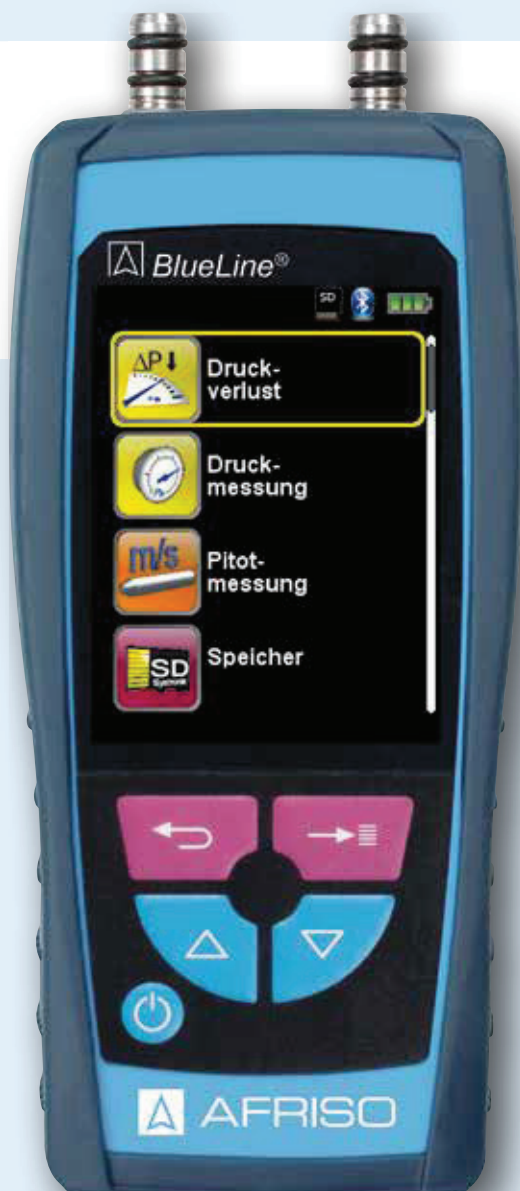 BlueLine®
SD
ΔP
Druck-
verlust
Druck-
messung
m/s
Pitot-
messung
SD
Speicher
AFRISO